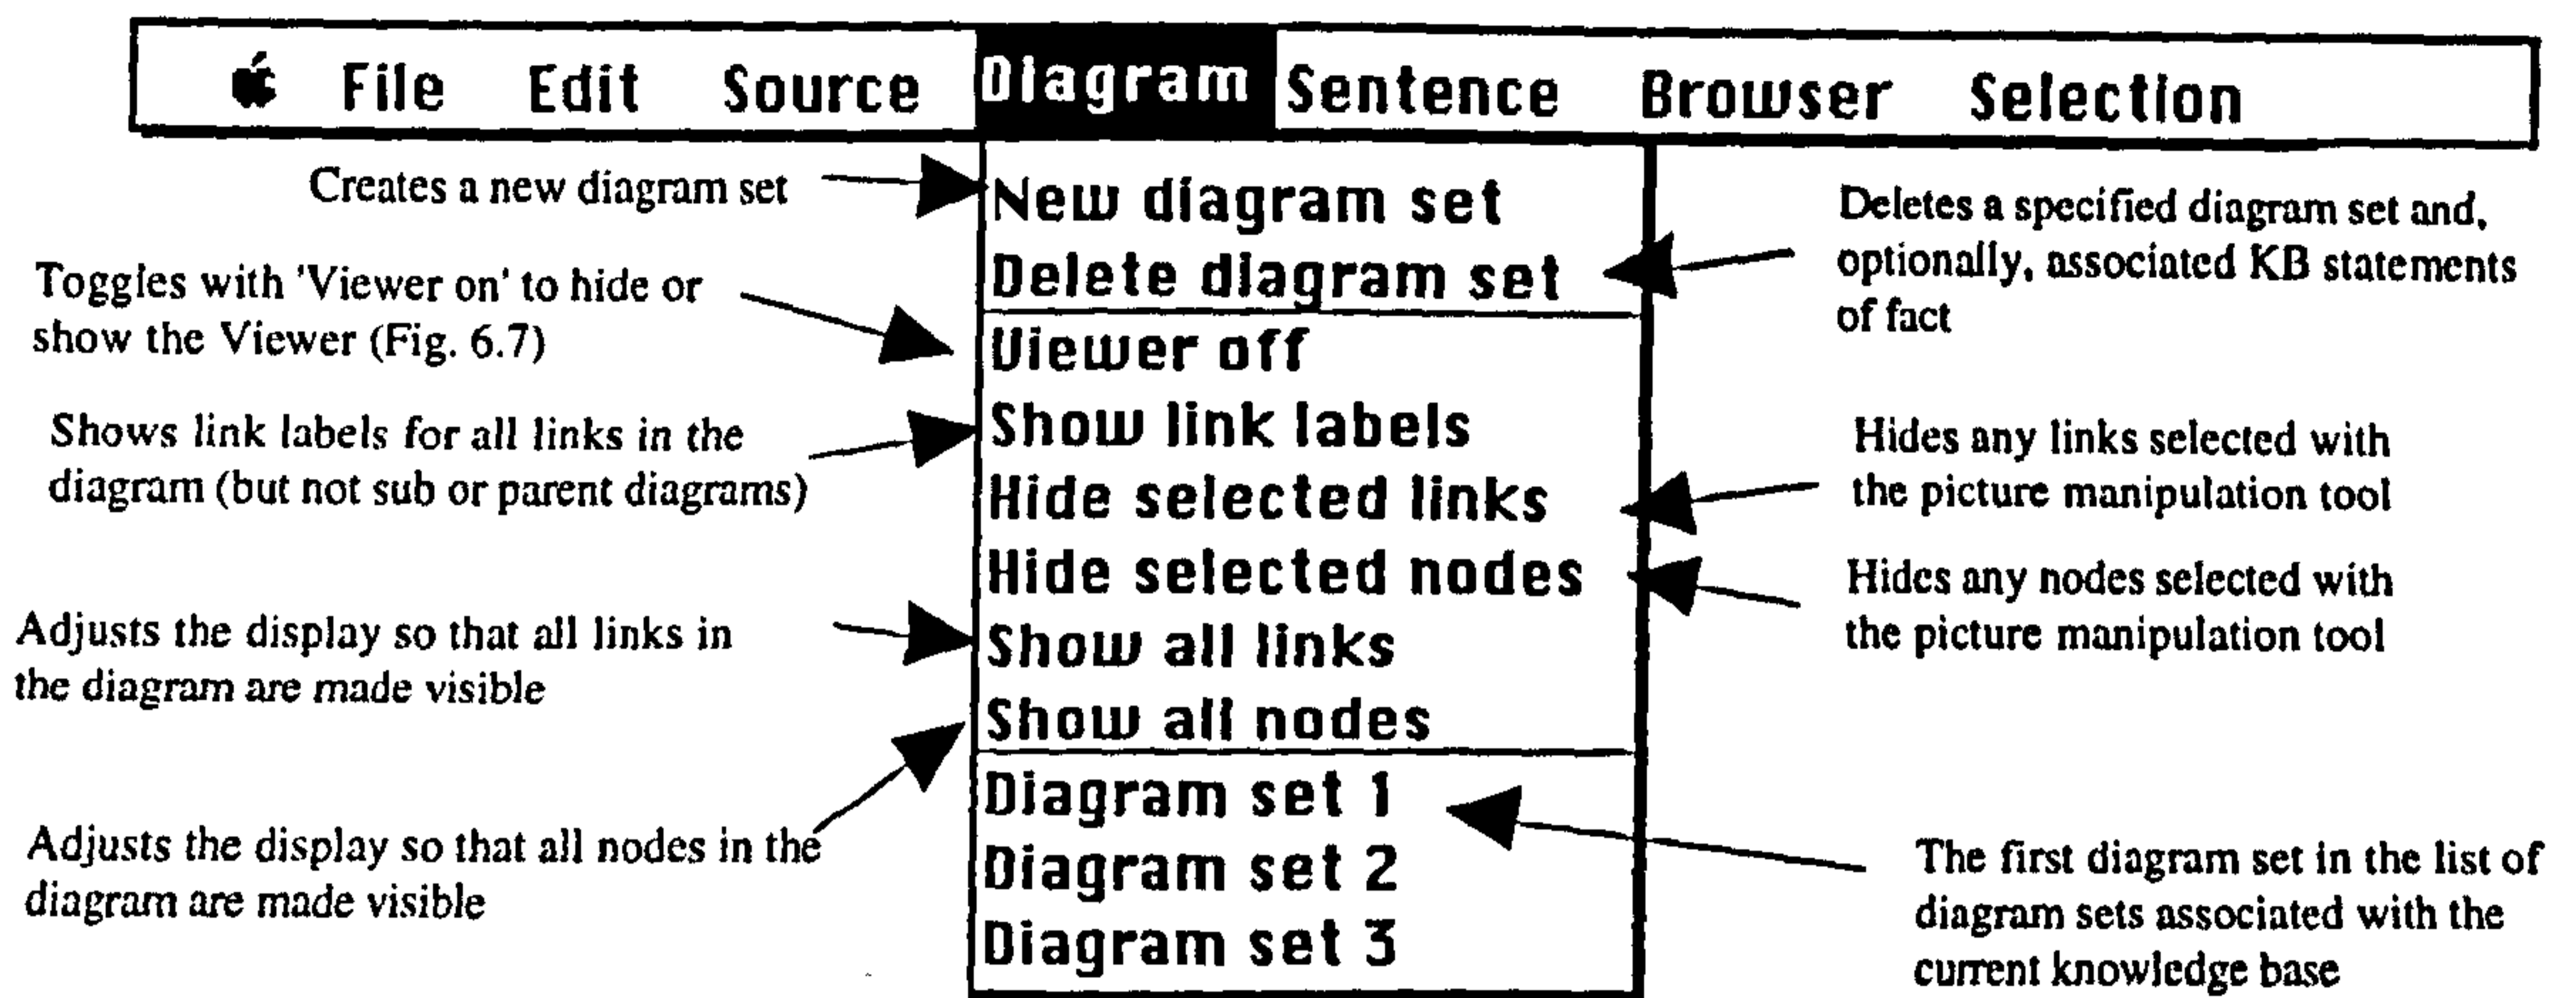 File Edit Source Diagram Sentence Browser Selection
Creates a new diagram set
Toggles with 'Viewer on' to hide or
show the Viewer (Fig. 6.7)
Shows link labels for all links in the
diagram (but not sub or parent diagrams)
Adjusts the display so that all links in
the diagram are made visible
Adjusts the display so that all nodes in the
diagram are made visible
New diagram set
Delete diagram set
Viewer off
Show link labels
Hide selected links
Hide selected nodes
Show all links
Show all nodes
Diagram set 1
Diagram set 2
Diagram set 3
Deletes a specified diagram set and,
optionally, associated KB statements
of fact
Hides any links selected with
the picture manipulation tool
Hides any nodes selected with
the picture manipulation tool
The first diagram set in the list of
diagram sets associated with the
current knowledge base